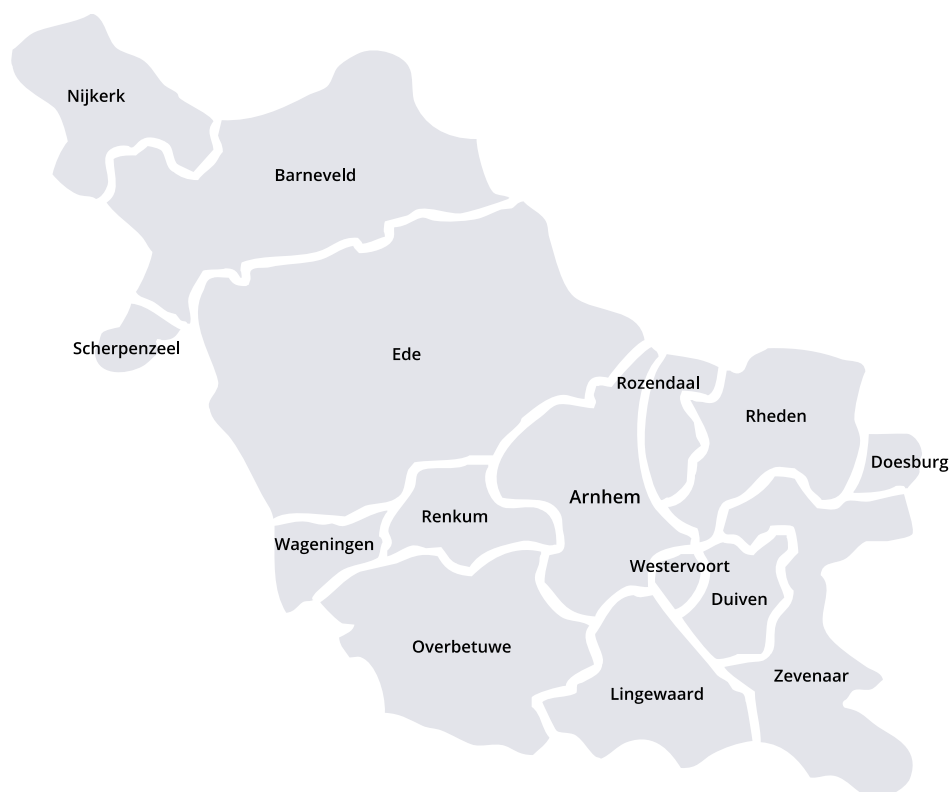 Nijkerk
Barneveld
Scherpenzeel
Ede
Rozendaal
Rheden
Doesburg
Arnhem
Renkum
Wageningen
Westervoort
Duiven
Overbetuwe
Zevenaar
Lingewaard